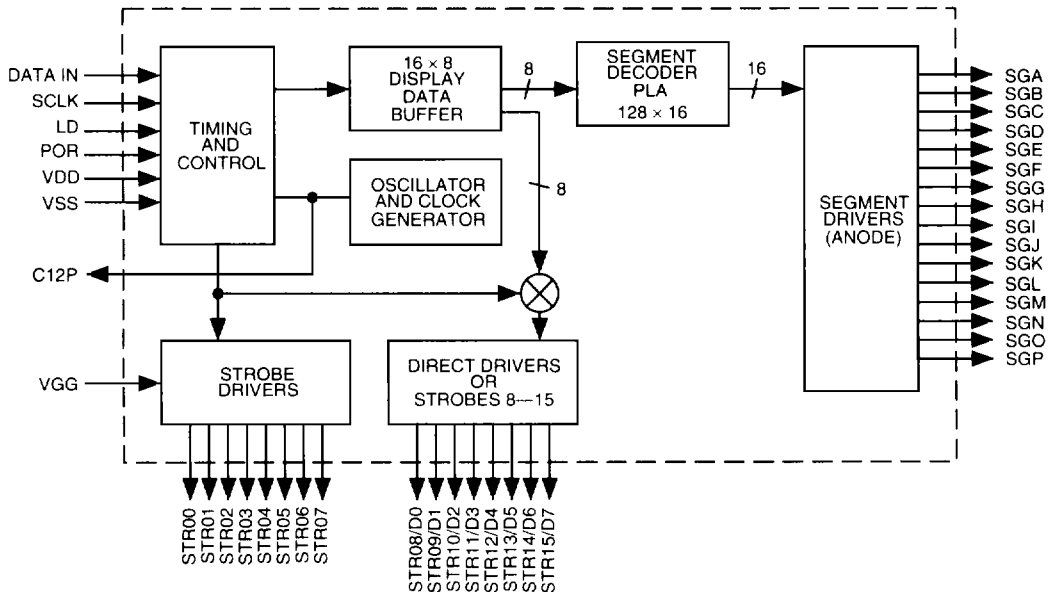 DATA IN
SCLK
LD
POR
VDD
VSS
C12P
VGG
TIMING
AND
CONTROL
16 × 8
DISPLAY
DATA
BUFFER
8
SEGMENT
DECODER
PLA
128 × 16
16
OSCILLATOR
AND CLOCK
GENERATOR
8
SEGMENT
DRIVERS
(ANODE)
STROBE
DRIVERS
DIRECT DRIVERS
OR
STROBES 8—15
SGA
SGB
SGC
SGD
SGE
SGF
SGG
SGH
SGI
SGJ
SGK
SGL
SGM
SGN
SGO
SGP
STR00
STR01
STR02
STR03
STR04
STR05
STR06
STR07
STR08/D0
STR09/D1
STR10/D2
STR11/D3
STR12/D4
STR13/D5
STR14/D6
STR15/D7